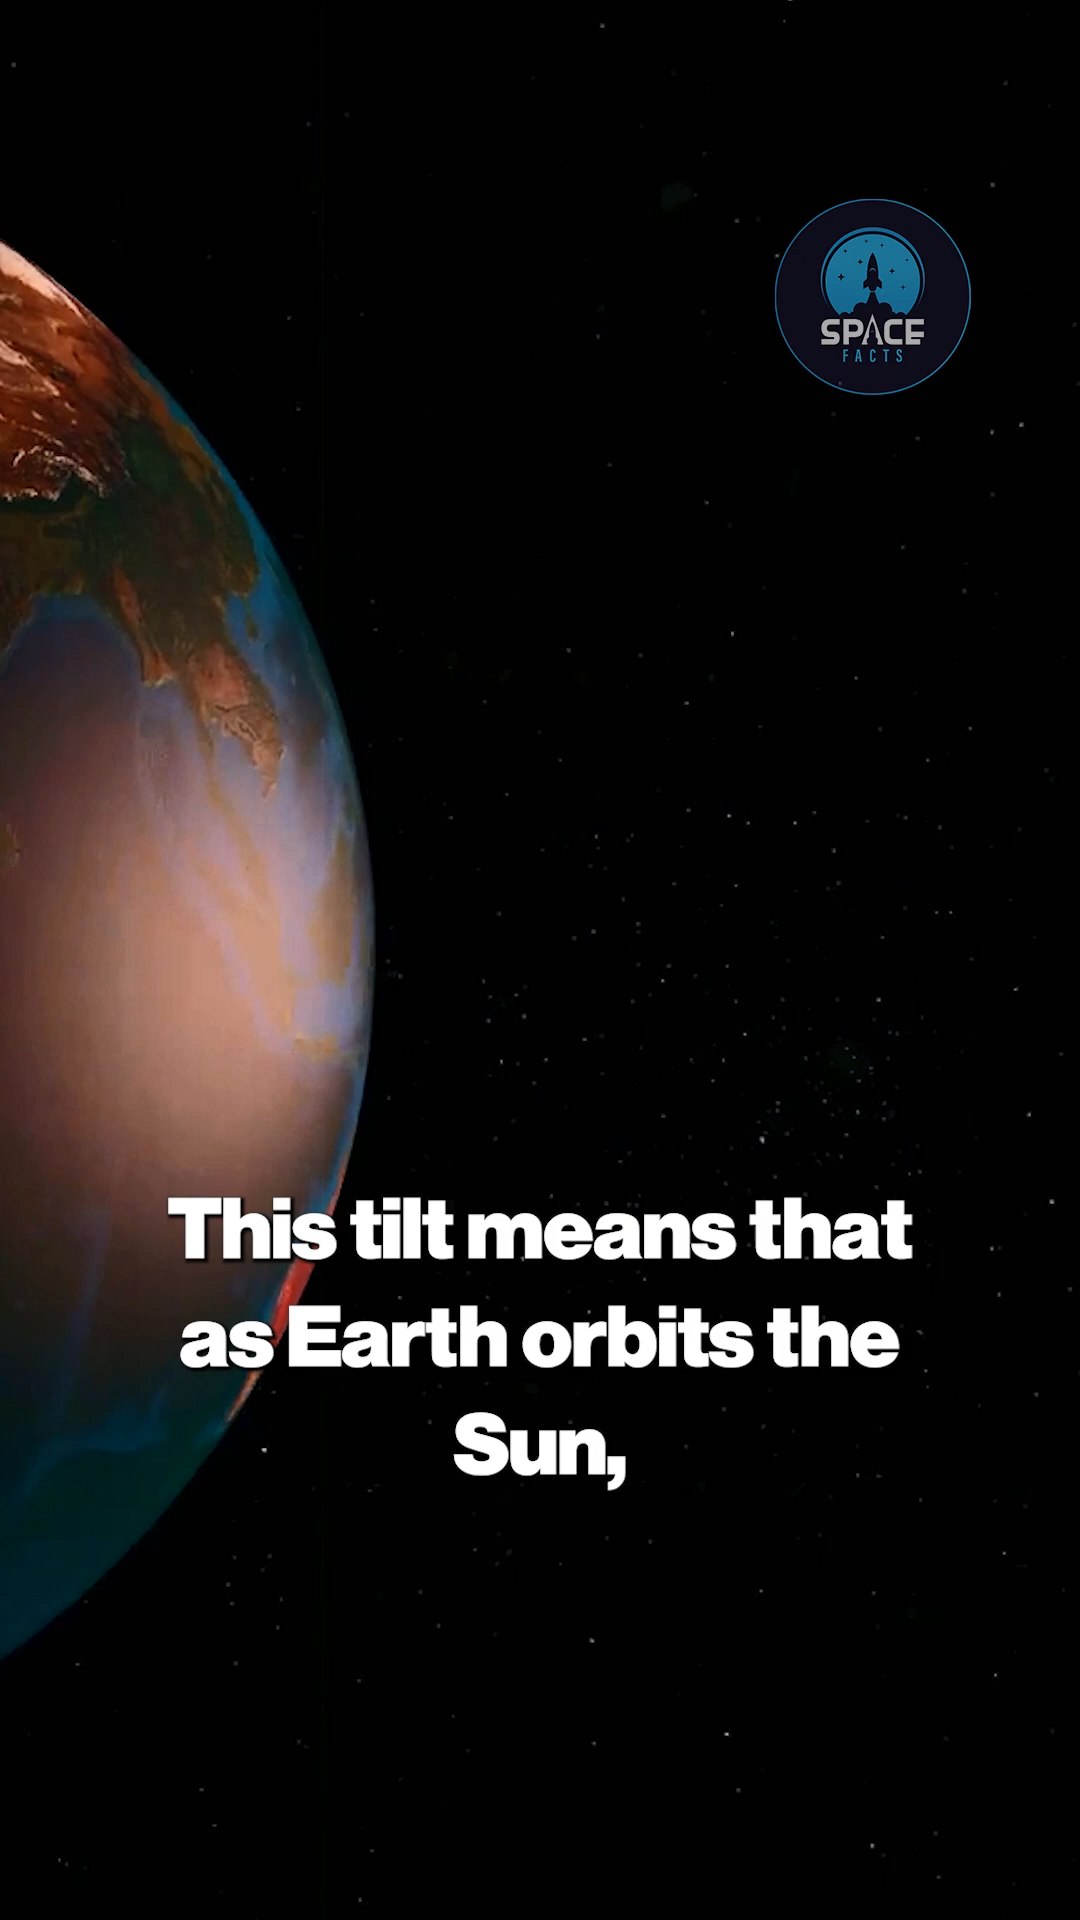 SPACE
FACTS
This tilt means that
as Earth orbits the
Sun,